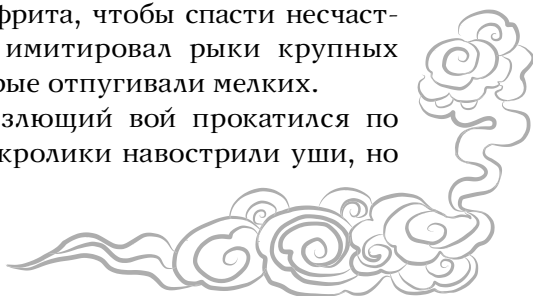 фрита, чтобы спасти несчаст-
имитировал рыки крупных
рые отпугивали мелких.
злющий вой прокатился по
кролики навострили уши, но